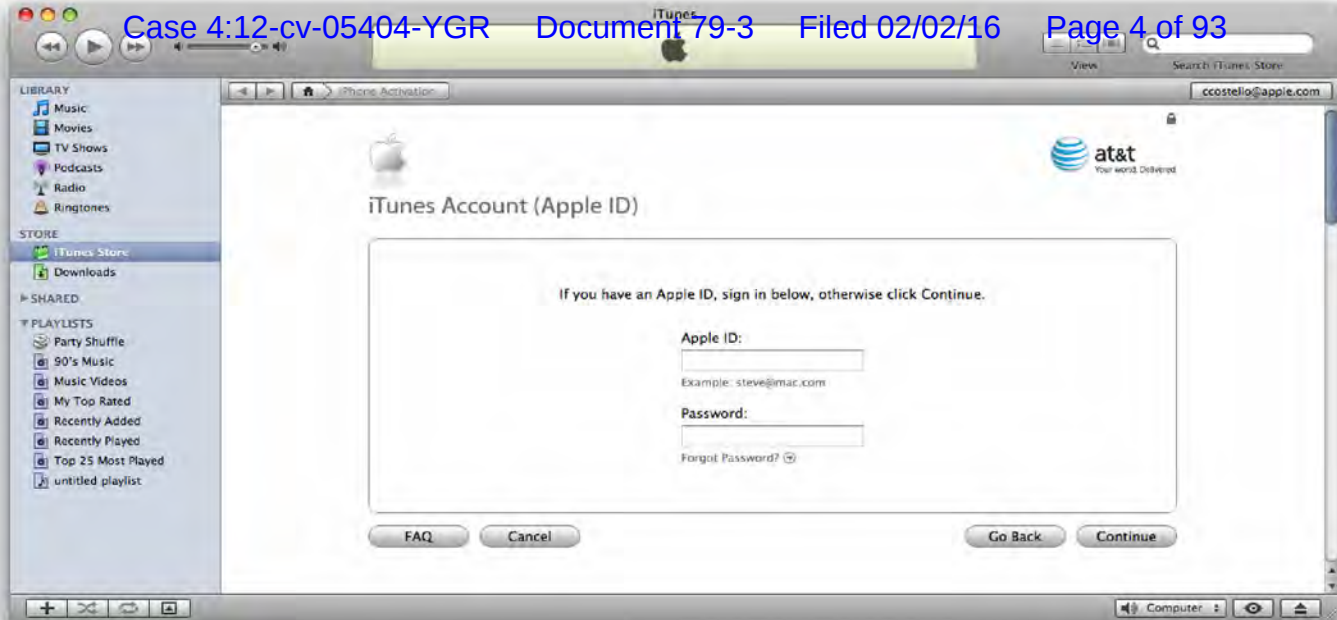 Case 4:12-cv-05404-YGR Document 79-3 Filed 02/02/16 Page 4 of 93
iTunes
View
Search iTunes Store
LIBRARY
Music
Movies
TV Shows
Podcasts
Radio
Ringtones
STORE
iTunes Store
Downloads
SHARED
PLAYLISTS
Party Shuffle
90's Music
Music Videos
My Top Rated
Recently Added
Recently Played
Top 25 Most Played
untitled playlist
iPhone Activation
ccostello@apple.com
at&t
Your world. Delivered.
iTunes Account (Apple ID)
If you have an Apple ID, sign in below, otherwise click Continue.
Apple ID:
Example: steve@mac.com
Password:
Forgot Password?
FAQ
Cancel
Go Back
Continue
Computer